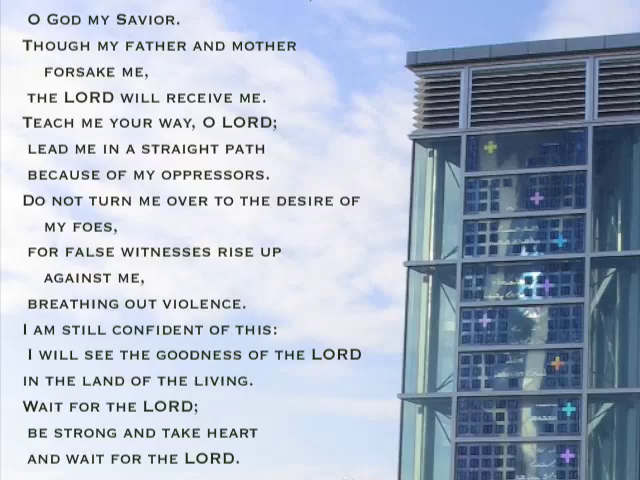 O God my Savior.
Though my father and mother
forsake me,
the LORD will receive me.
Teach me your way, O LORD;
lead me in a straight path
because of my oppressors.
Do not turn me over to the desire of
my foes,
for false witnesses rise up
against me,
breathing out violence.
I am still confident of this:
I will see the goodness of the LORD
in the land of the living.
Wait for the LORD;
be strong and take heart
and wait for the LORD.